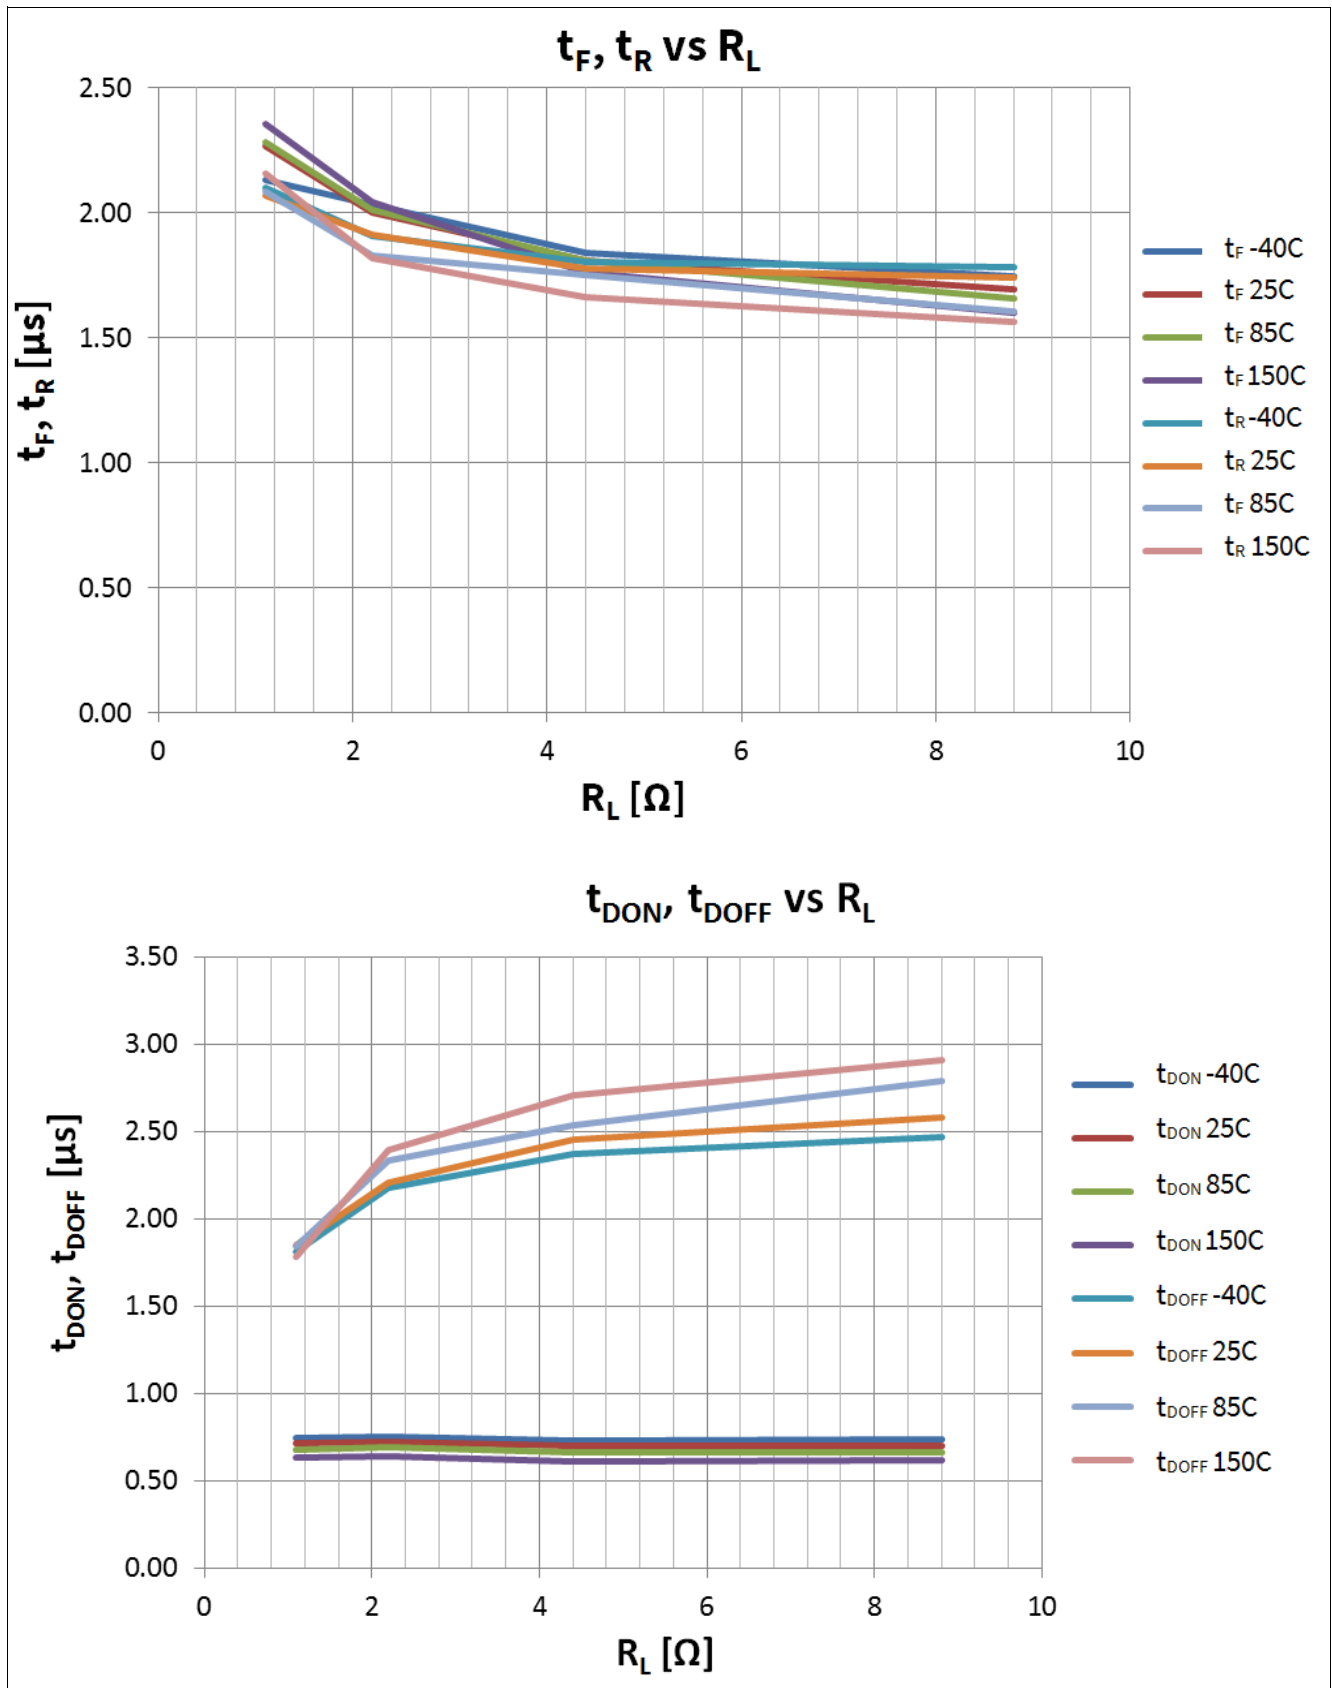 tF, tR vs RL
2.50
2.00
1.50
1.00
0.50
0.00
0 2 4 6 8 10
tF, tR [µs]
RL [Ω]
tF -40C
tF 25C
tF 85C
tF 150C
tR -40C
tR 25C
tF 85C
tR 150C
tDON, tDOFF vs RL
3.50
3.00
2.50
2.00
1.50
1.00
0.50
0.00
0 2 4 6 8 10
tDON, tDOFF [µs]
RL [Ω]
tDON -40C
tDON 25C
tDON 85C
tDON 150C
tDOFF -40C
tDOFF 25C
tDOFF 85C
tDOFF 150C